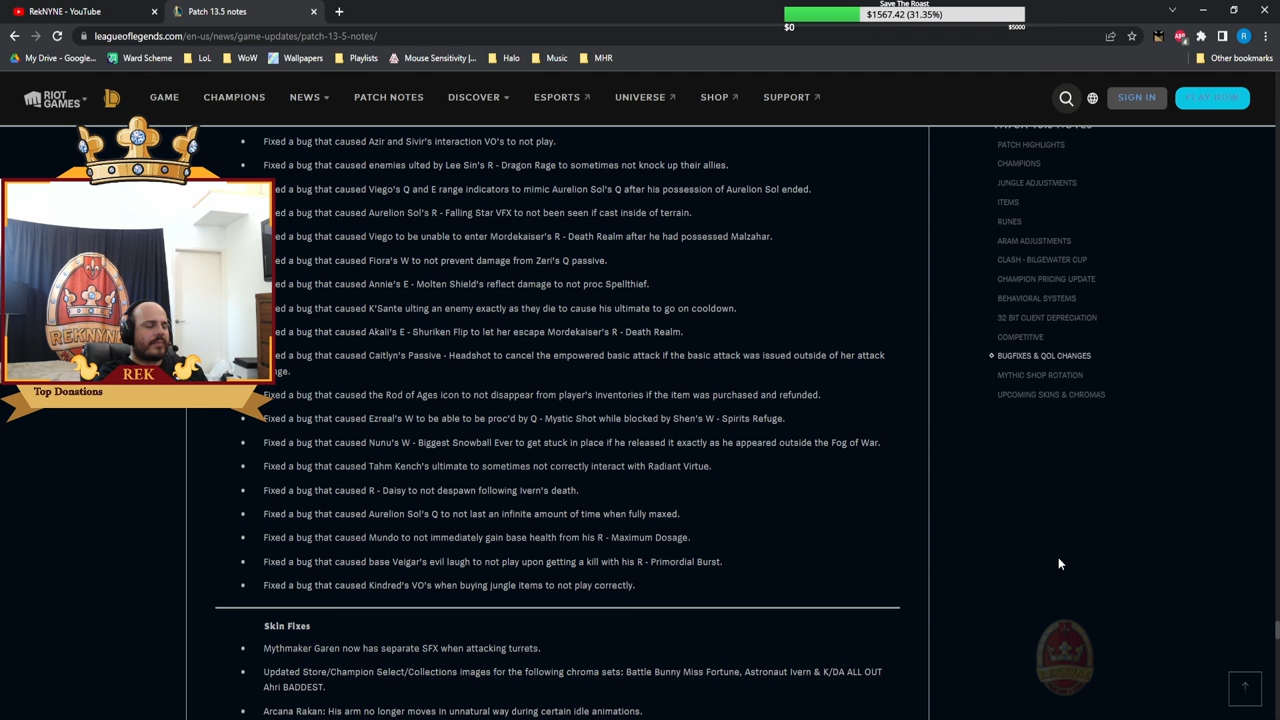 RekNYNE - YouTube
Patch 13.5 notes
Save The Roast
$1567.42 (31.35%)
$0
$5000
leagueoflegends.com/en-us/news/game-updates/patch-13-5-notes/
R
My Drive - Google...
Ward Scheme
LoL
WoW
Wallpapers
Playlists
Mouse Sensitivity |...
Halo
Music
MHR
Other bookmarks
RIOT GAMES
GAME
CHAMPIONS
NEWS
PATCH NOTES
DISCOVER
ESPORTS
UNIVERSE
SHOP
SUPPORT
SIGN IN
PLAY NOW
Fixed a bug that caused Azir and Sivir's interaction VO's to not play.
Fixed a bug that caused enemies ulted by Lee Sin's R - Dragon Rage to sometimes not knock up their allies.
ed a bug that caused Viego's Q and E range indicators to mimic Aurelion Sol's Q after his possession of Aurelion Sol ended.
ed a bug that caused Aurelion Sol's R - Falling Star VFX to not been seen if cast inside of terrain.
ed a bug that caused Viego to be unable to enter Mordekaiser's R - Death Realm after he had possessed Malzahar.
ed a bug that caused Fiora's W to not prevent damage from Zeri's Q passive.
ed a bug that caused Annie's E - Molten Shield's reflect damage to not proc Spellthief.
ed a bug that caused K'Sante ulting an enemy exactly as they die to cause his ultimate to go on cooldown.
ed a bug that caused Akali's E - Shuriken Flip to let her escape Mordekaiser's R - Death Realm.
ed a bug that caused Caitlyn's Passive - Headshot to cancel the empowered basic attack if the basic attack was issued outside of her attack
nge.
ed a bug that caused the Rod of Ages icon to not disappear from player's inventories if the item was purchased and refunded.
Fixed a bug that caused Ezreal's W to be able to be proc'd by Q - Mystic Shot while blocked by Shen's W - Spirits Refuge.
Fixed a bug that caused Nunu's W - Biggest Snowball Ever to get stuck in place if he released it exactly as he appeared outside the Fog of War.
Fixed a bug that caused Tahm Kench's ultimate to sometimes not correctly interact with Radiant Virtue.
Fixed a bug that caused R - Daisy to not despawn following Ivern's death.
Fixed a bug that caused Aurelion Sol's Q to not last an infinite amount of time when fully maxed.
Fixed a bug that caused Mundo to not immediately gain base health from his R - Maximum Dosage.
Fixed a bug that caused base Veigar's evil laugh to not play upon getting a kill with his R - Primordial Burst.
Fixed a bug that caused Kindred's VO's when buying jungle items to not play correctly.
Skin Fixes
Mythmaker Garen now has separate SFX when attacking turrets.
Updated Store/Champion Select/Collections images for the following chroma sets: Battle Bunny Miss Fortune, Astronaut Ivern & K/DA ALL OUT
Ahri BADDEST.
Arcana Rakan: His arm no longer moves in unnatural way during certain idle animations.
PATCH 13.5 NOTES
PATCH HIGHLIGHTS
CHAMPIONS
JUNGLE ADJUSTMENTS
ITEMS
RUNES
ARAM ADJUSTMENTS
CLASH - BILGEWATER CUP
CHAMPION PRICING UPDATE
BEHAVIORAL SYSTEMS
32 BIT CLIENT DEPRECIATION
COMPETITIVE
BUGFIXES & QOL CHANGES
MYTHIC SHOP ROTATION
UPCOMING SKINS & CHROMAS
REKNYNE
REK
Top Donations